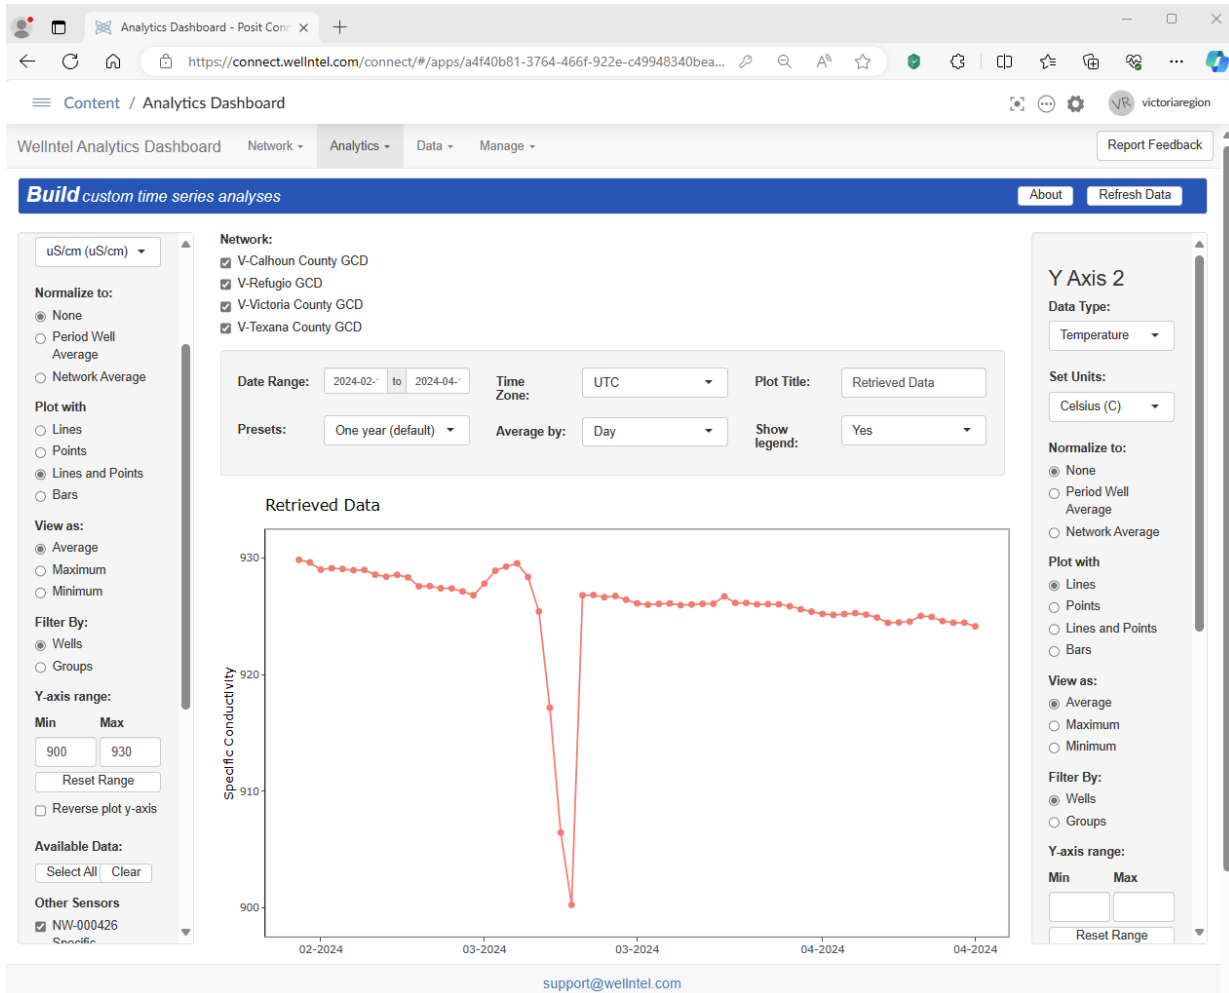 Analytics Dashboard - Posit Conn
https://connect.wellntel.com/connect/#/apps/a4f40b81-3764-466f-922e-c49948340bea...
Content / Analytics Dashboard
VR victoriaregion
Wellntel Analytics Dashboard Network Analytics Data Manage Report Feedback
Build custom time series analyses About Refresh Data
uS/cm (uS/cm)
Normalize to:
None
Period Well
Average
Network Average
Plot with
Lines
Points
Lines and Points
Bars
View as:
Average
Maximum
Minimum
Filter By:
Wells
Groups
Y-axis range:
Min Max
900 930
Reset Range
Reverse plot y-axis
Available Data:
Select All Clear
Other Sensors
NW-000426
Specific
Network:
V-Calhoun County GCD
V-Refugio GCD
V-Victoria County GCD
V-Texana County GCD
Date Range: 2024-02- to 2024-04- Time
Zone: UTC Plot Title: Retrieved Data
Presets: One year (default) Average by: Day Show
legend: Yes
Retrieved Data
Specific Conductivity
930
920
910
900
02-2024 03-2024 03-2024 04-2024 04-2024
Y Axis 2
Data Type:
Temperature
Set Units:
Celsius (C)
Normalize to:
None
Period Well
Average
Network Average
Plot with
Lines
Points
Lines and Points
Bars
View as:
Average
Maximum
Minimum
Filter By:
Wells
Groups
Y-axis range:
Min Max
Reset Range
support@wellntel.com